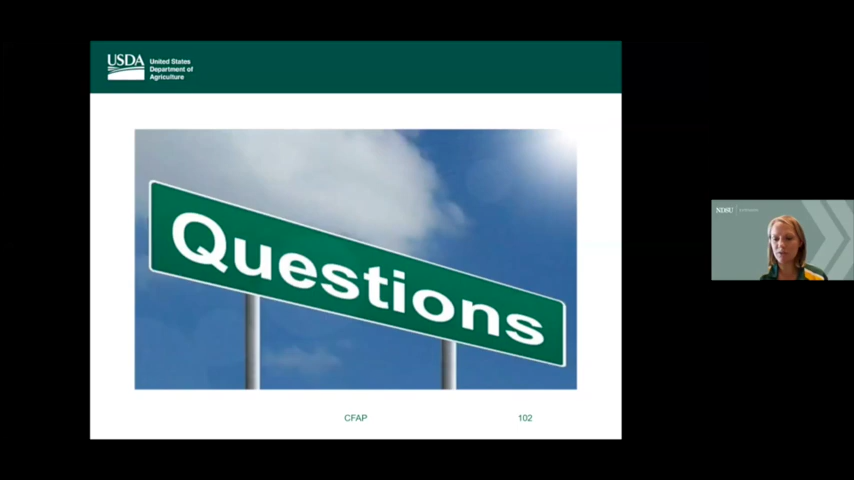 USDA
United States
Department of
Agriculture
Questions
CFAP
102
NDSU